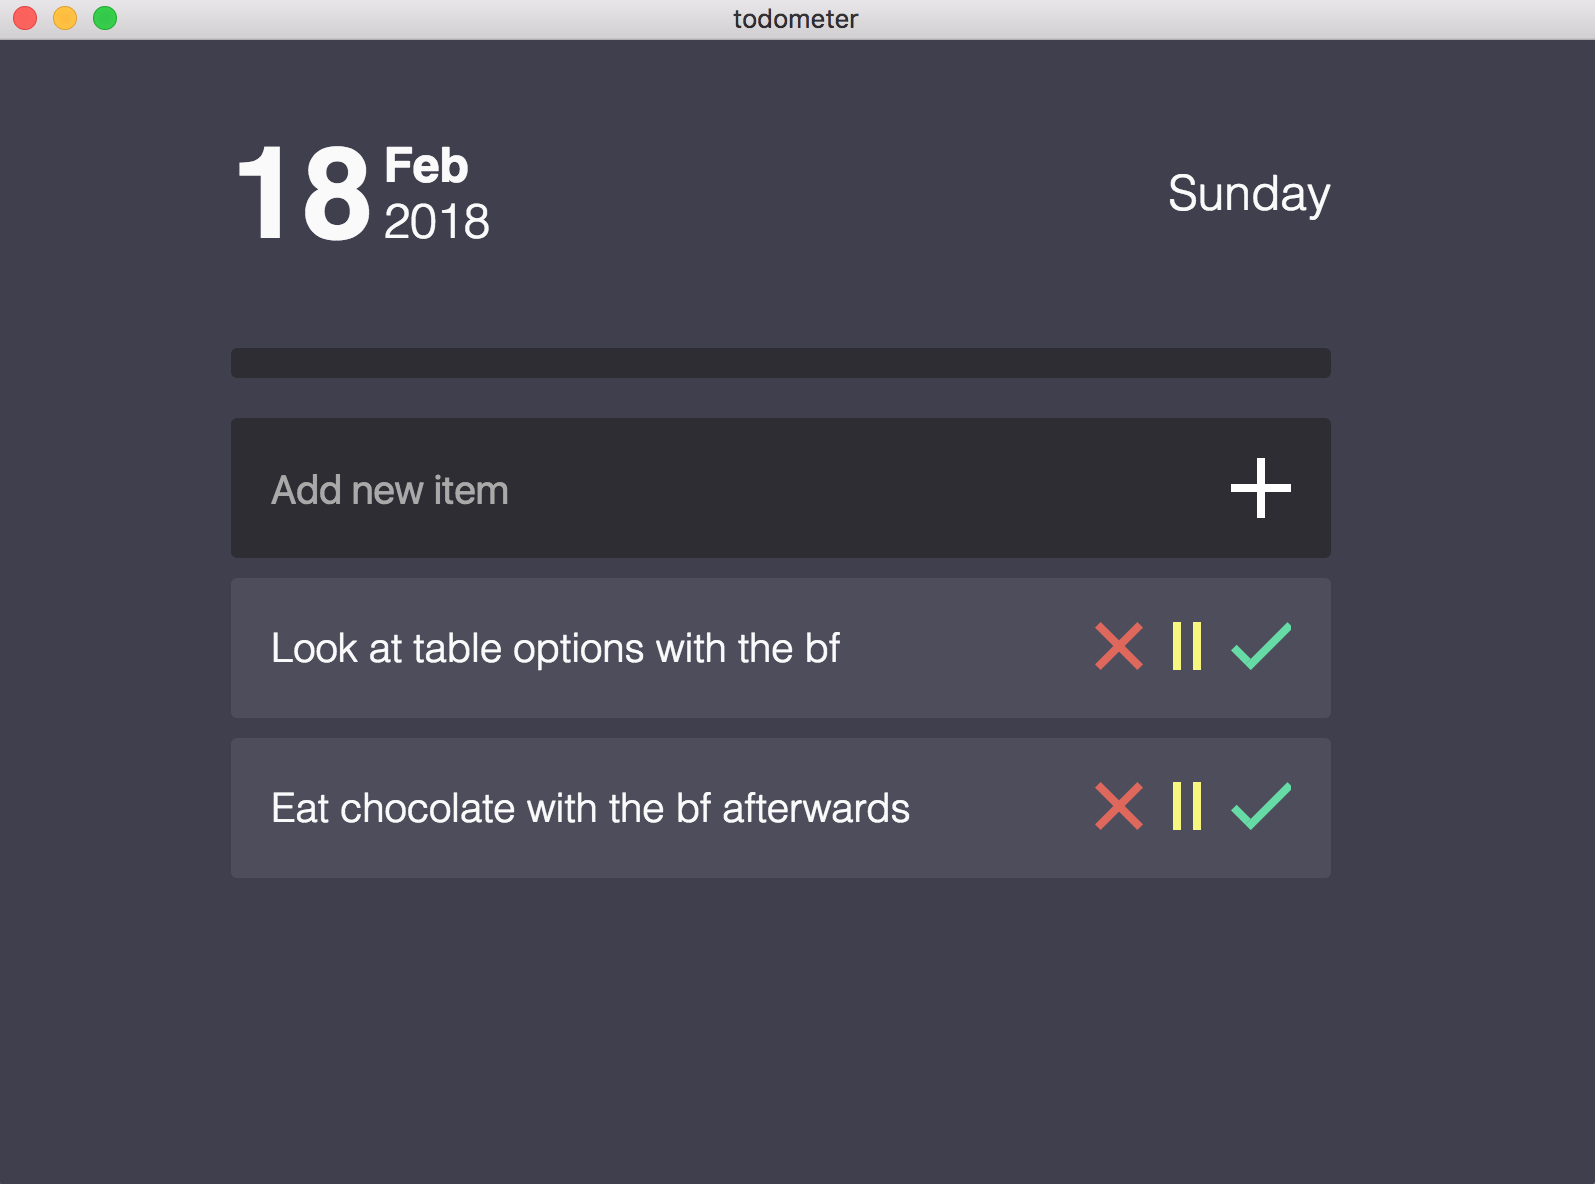 todometer
18
Feb
2018
Sunday
Add new item
Look at table options with the bf
Eat chocolate with the bf afterwards